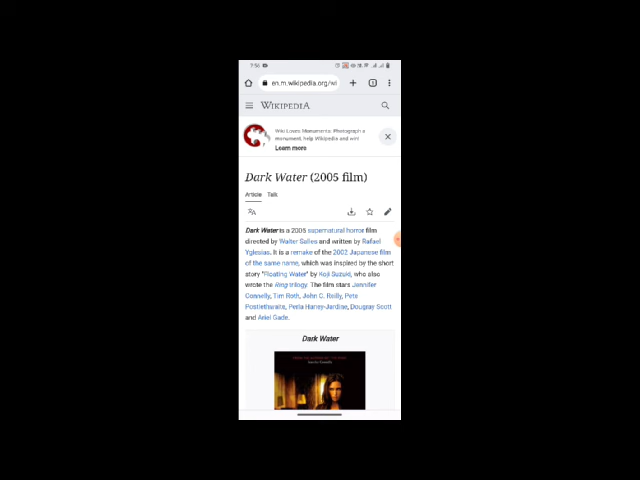 7:56
en.m.wikipedia.org/wi
WIKIPEDIA
Wiki Loves Monuments: Photograph a
monument, help Wikipedia and win!
Learn more
Dark Water (2005 film)
Article Talk
Dark Water is a 2005 supernatural horror film
directed by Walter Salles and written by Rafael
Yglesias. It is a remake of the 2002 Japanese film
of the same name, which was inspired by the short
story "Floating Water" by Koji Suzuki, who also
wrote the Ring trilogy. The film stars Jennifer
Connelly, Tim Roth, John C. Reilly, Pete
Postlethwaite, Perla Haney-Jardine, Dougray Scott
and Ariel Gade.
Dark Water